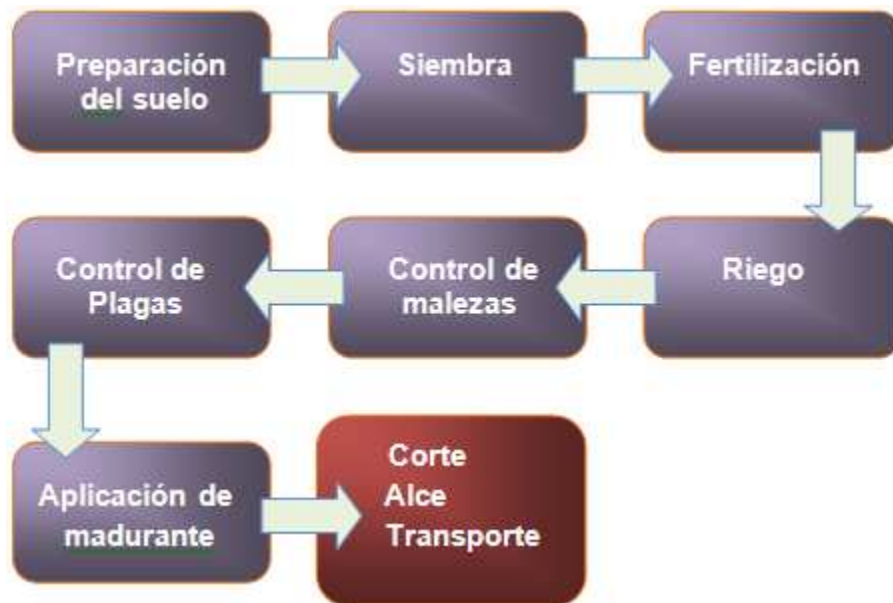 Preparación
del suelo
Siembra
Fertilización
Riego
Control de
malezas
Control de
Plagas
Aplicación de
madurante
Corte
Alce
Transporte